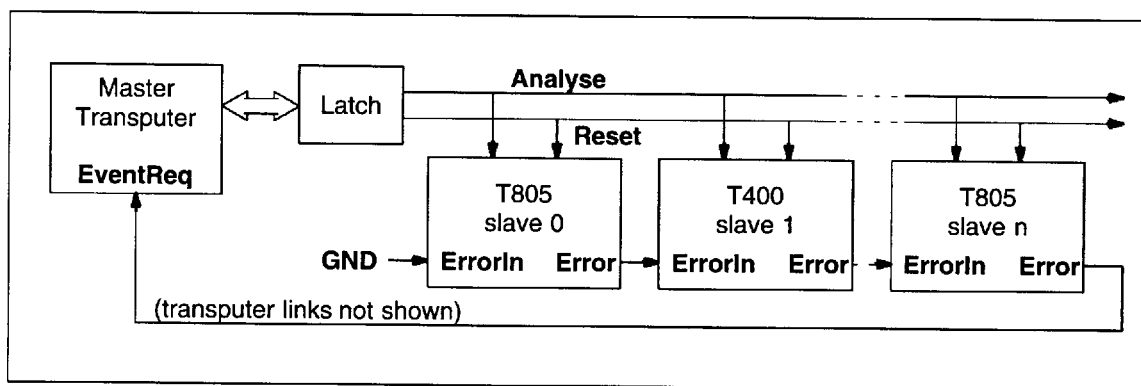 Master
Transputer
EventReq
Latch
Analyse
Reset
T805
slave 0
GND
ErrorIn Error
T400
slave 1
ErrorIn Error
T805
slave n
ErrorIn Error
(transputer links not shown)